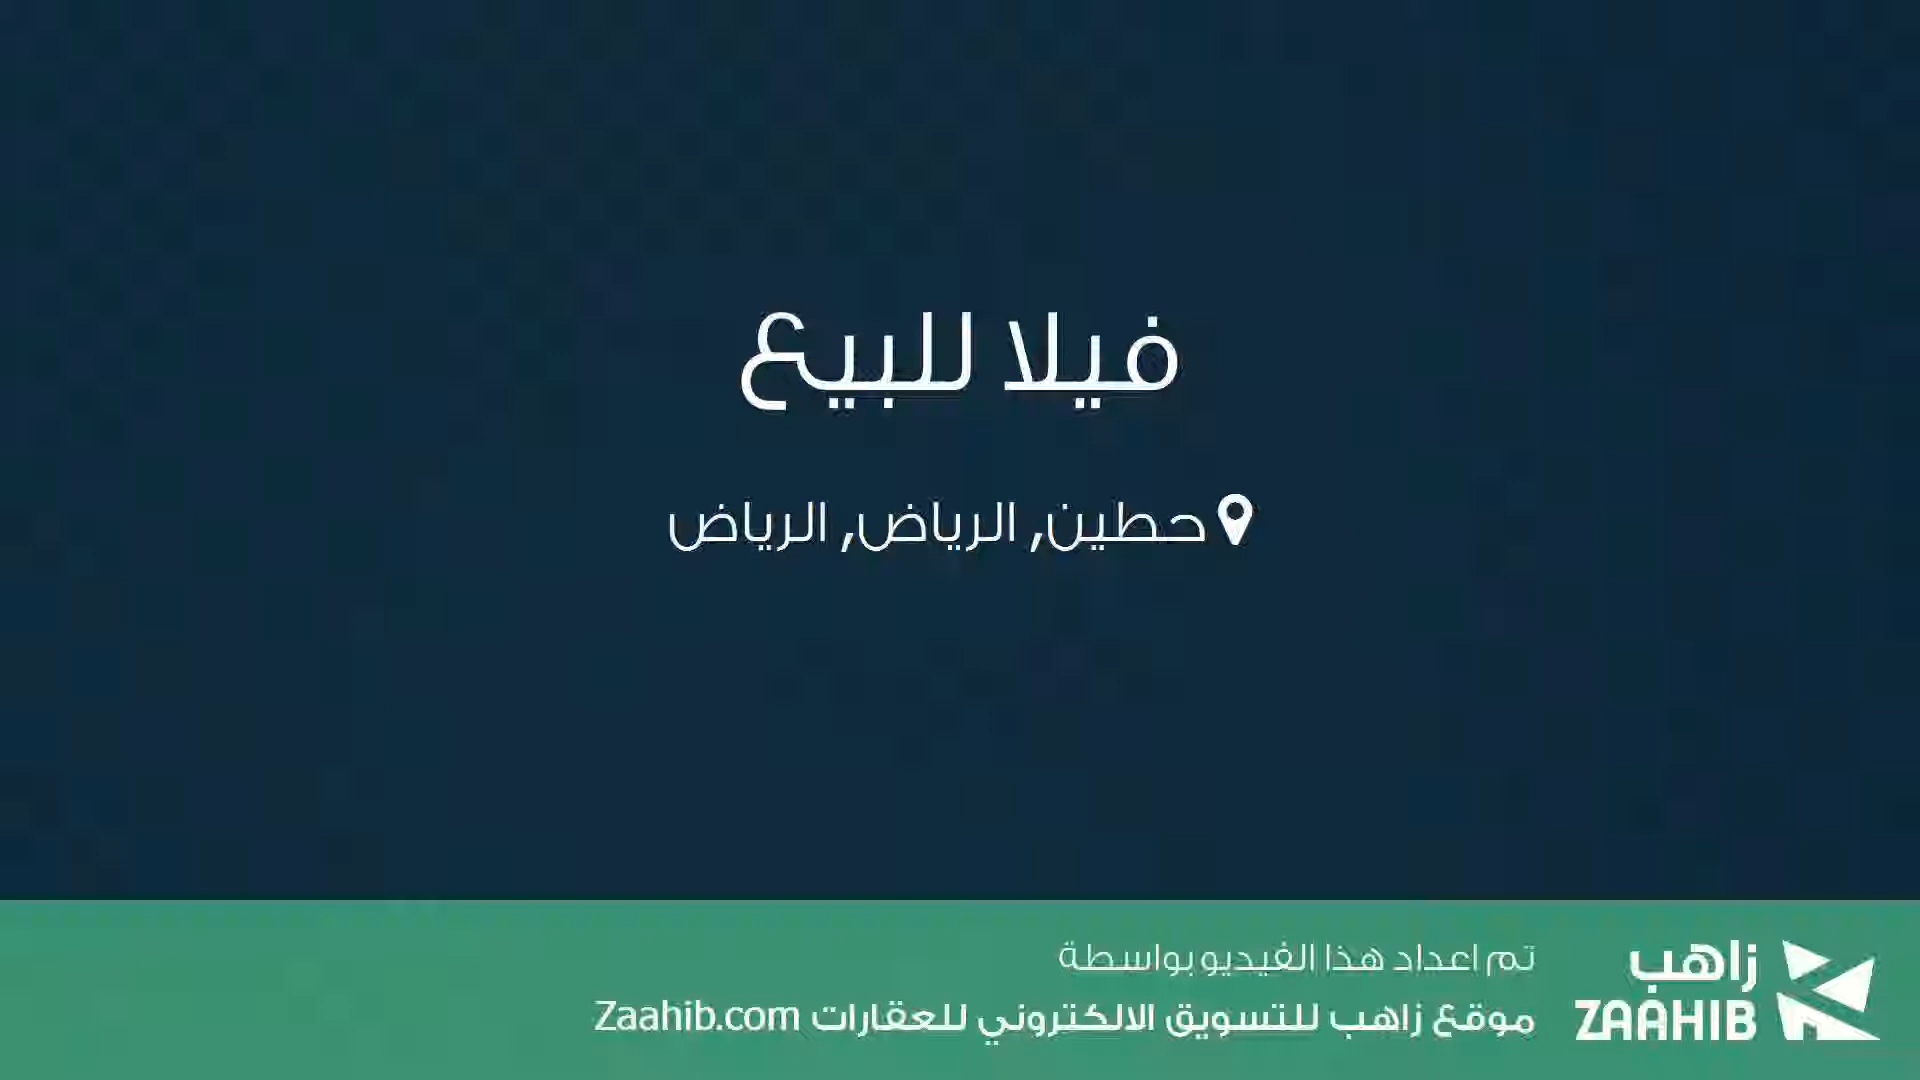 فيلا للبيع
حطين, الرياض, الرياض
زاهب
ZAAHIB
تم اعداد هذا الفيديو بواسطة
موقع زاهب للتسويق الالكتروني للعقارات Zaahib.com